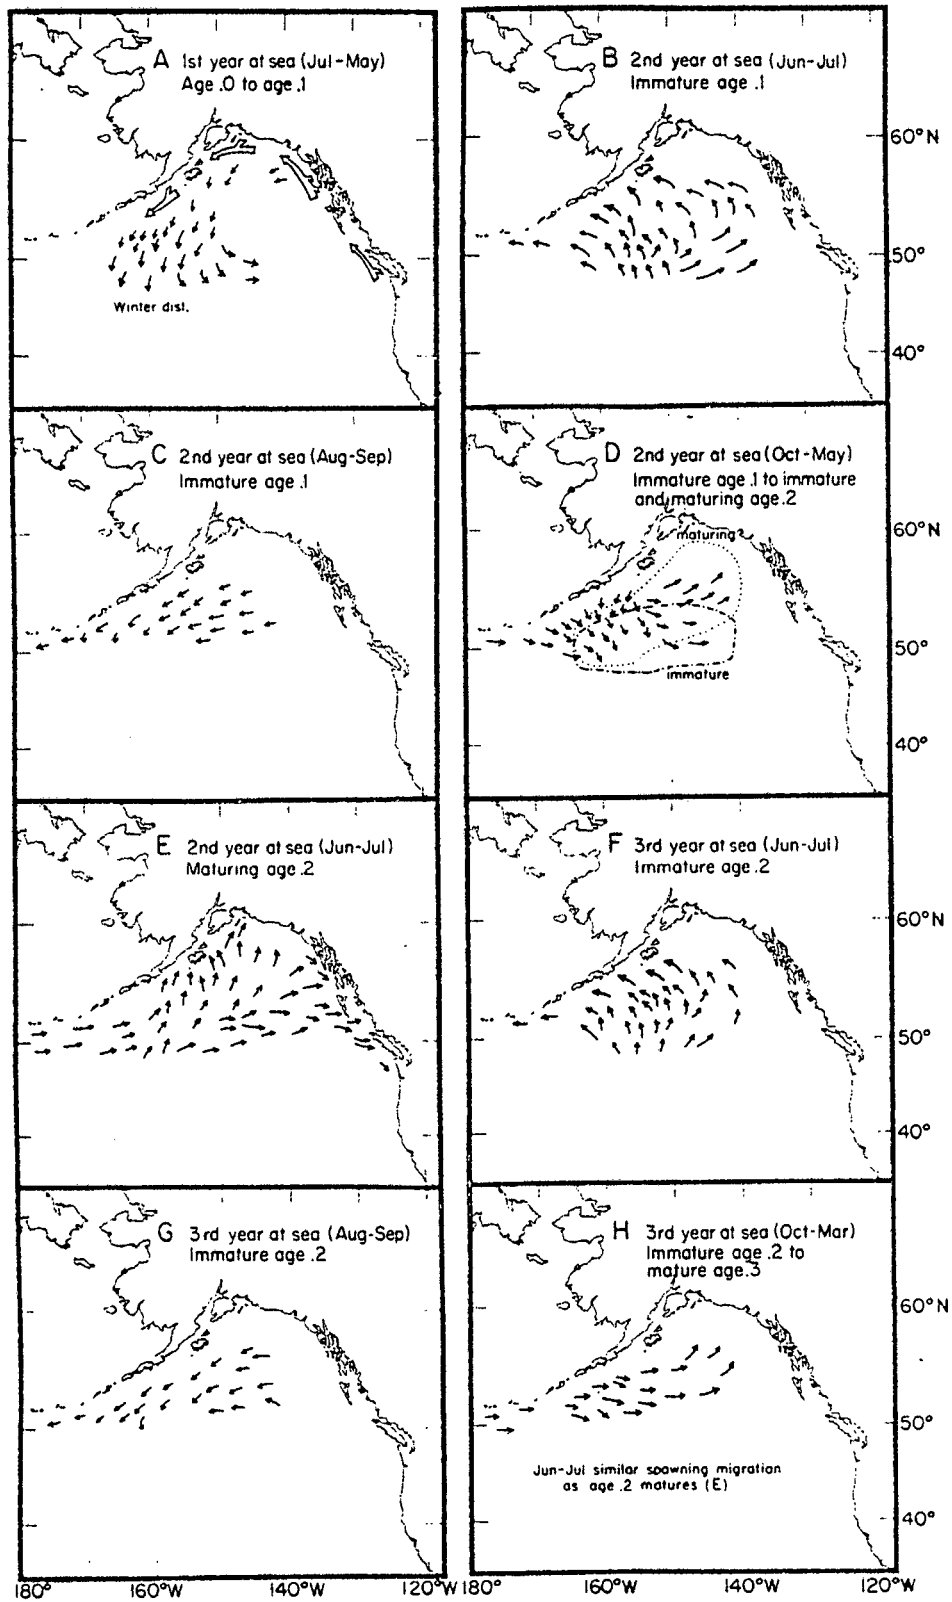 A 1st year at sea (Jul-May)
Age .0 to age .1
Winter dist.
B 2nd year at sea (Jun-Jul)
Immature age .1
60°N
50°
40°
C 2nd year at sea (Aug-Sep)
Immature age .1
D 2nd year at sea (Oct-May)
Immature age .1 to immature
and maturing age .2
maturing
immature
60°N
50°
40°
E 2nd year at sea (Jun-Jul)
Maturing age .2
F 3rd year at sea (Jun-Jul)
Immature age .2
60°N
50°
40°
G 3rd year at sea (Aug-Sep)
Immature age .2
H 3rd year at sea (Oct-Mar)
Immature age .2 to
mature age .3
Jun-Jul similar spawning migration
as age .2 matures (E)
60°N
50°
40°
180° 160°W 140° 120°W 180° 160°W 140° 120°W